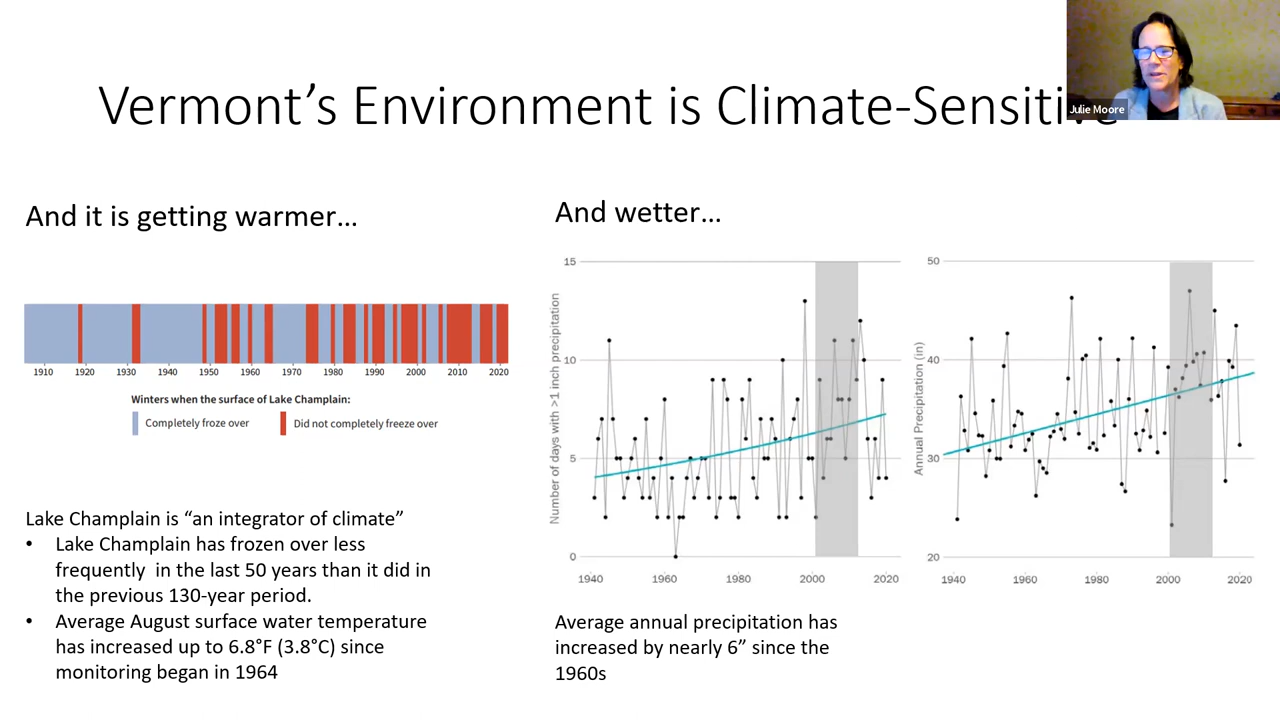 Vermont's Environment is Climate-Sensitive
Julie Moore
And it is getting warmer…
1910 1920 1930 1940 1950 1960 1970 1980 1990 2000 2010 2020
Winters when the surface of Lake Champlain:
Completely froze over
Did not completely freeze over
Lake Champlain is “an integrator of climate”
• Lake Champlain has frozen over less
frequently in the last 50 years than it did in
the previous 130-year period.
• Average August surface water temperature
has increased up to 6.8°F (3.8°C) since
monitoring began in 1964
And wetter…
Number of days with >1 inch precipitation
15
10
5
0
1940 1960 1980 2000 2020
Annual Precipitation (in)
50
40
30
20
1940 1960 1980 2000 2020
Average annual precipitation has
increased by nearly 6” since the
1960s